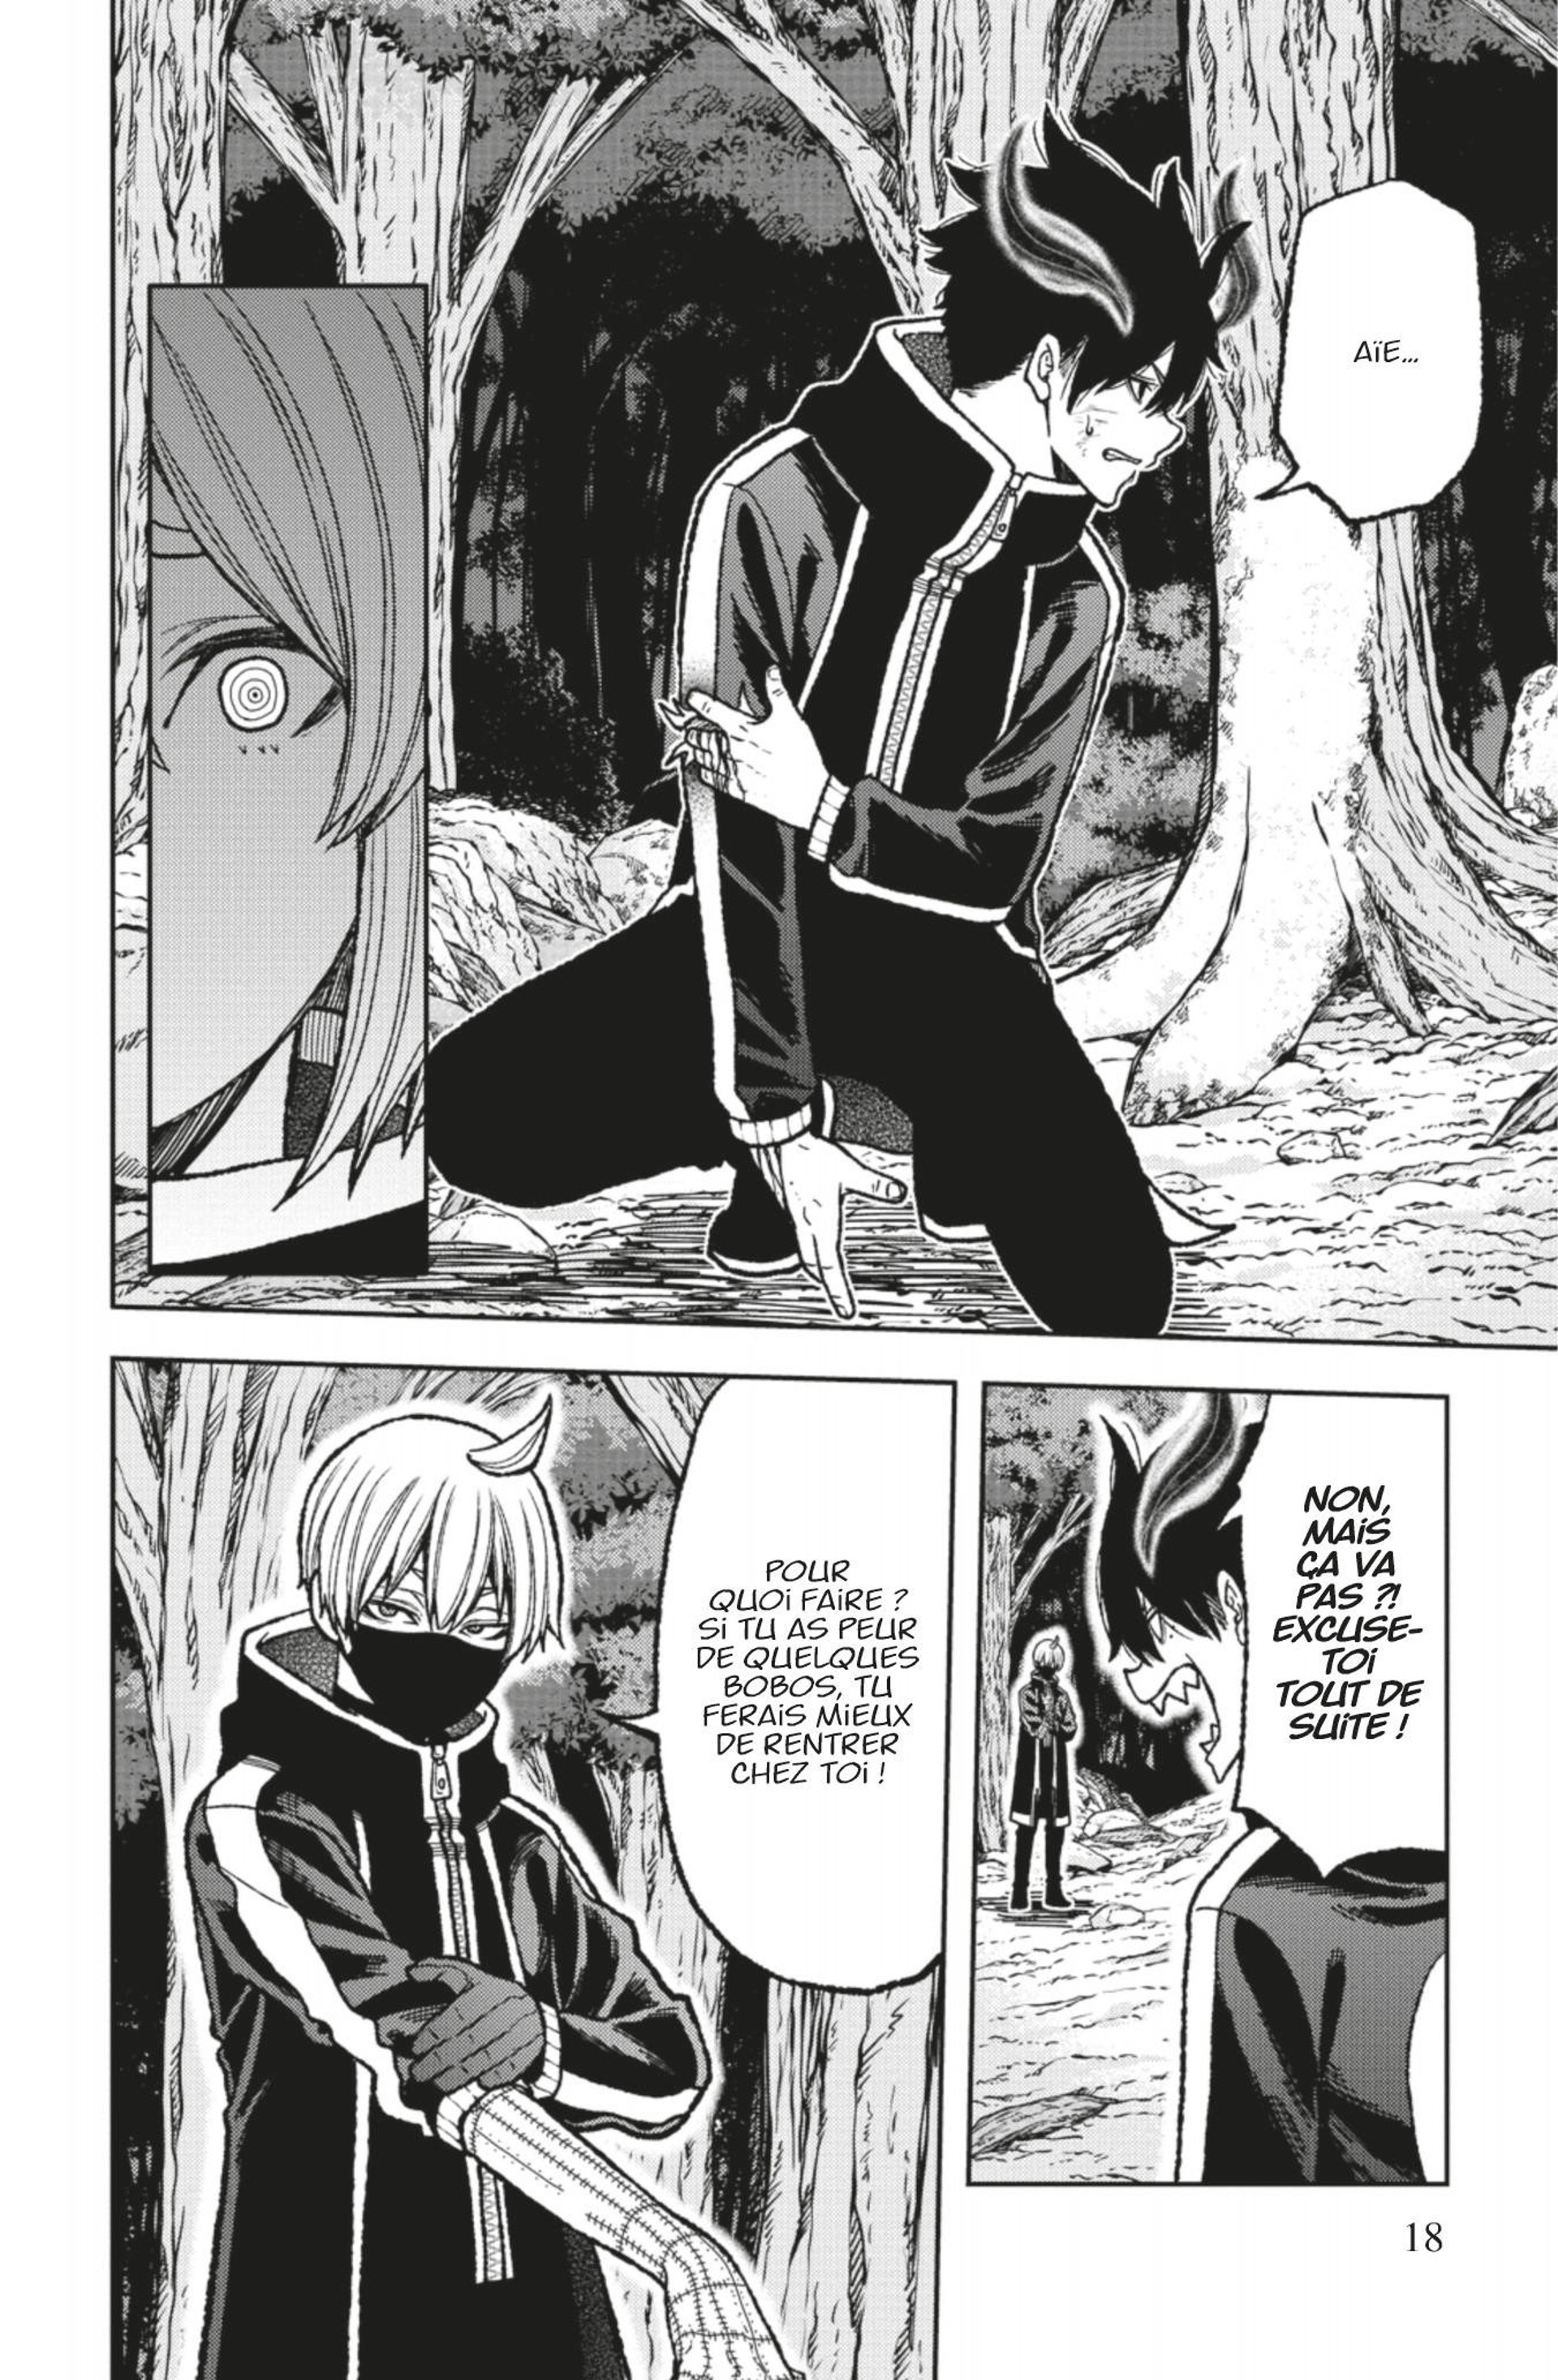 AÏE...
NON,
MAIS
ÇA VA
PAS ?!
EXCUSE-
TOI
TOUT DE
SUITE !
POUR
QUOI FAIRE ?
SI TU AS PEUR
DE QUELQUES
BOBOS, TU
FERAIS MIEUX
DE RENTRER
CHEZ TOI !
18